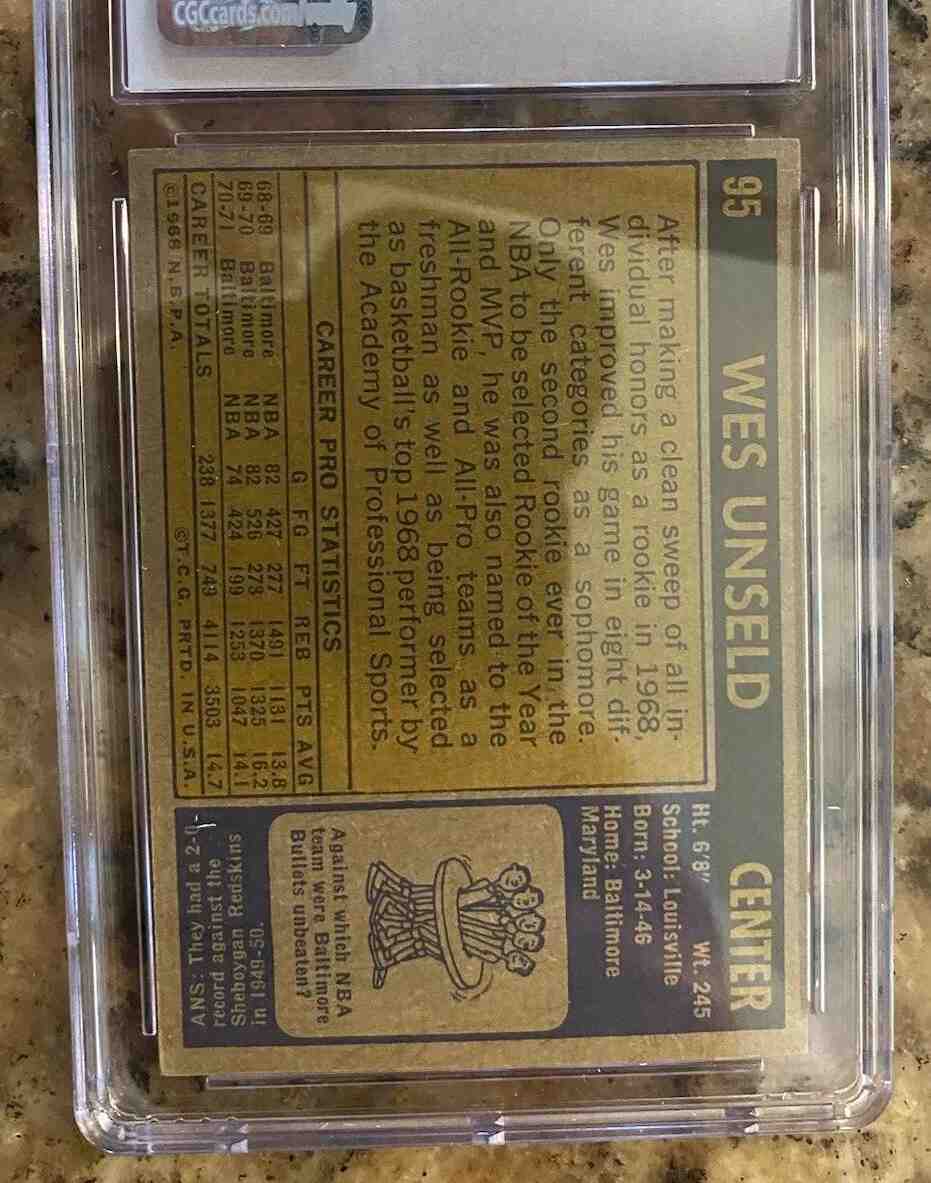 CGCcards.com
95 WES UNSELD CENTER
After making a clean sweep of all in-
dividual honors as a rookie in 1968,
Wes improved his game in eight dif-
ferent categories as a sophomore.
Only the second rookie ever in the
NBA to be selected Rookie of the Year
and MVP, he was also named to the
All-Rookie and All-Pro teams as a
freshman as well as being selected
as basketball's top 1968 performer by
the Academy of Professional Sports.
CAREER PRO STATISTICS
G FG FT REB PTS AVG
68-69 Baltimore NBA 82 427 277 1491 1131 13.8
69-70 Baltimore NBA 82 526 273 1370 1325 16.2
70-71 Baltimore NBA 74 424 199 1253 1047 14.1
CAREER TOTALS 238 1377 749 4114 3503 14.7
©1968 N.B.P.A. ©T.C.G. PRTD. IN U.S.A.
Ht. 6'8" Wt. 245
School: Louisville
Born: 3-14-46
Home: Baltimore
Maryland
Against which NBA
team were Baltimore
Bullets unbeaten?
ANS: They had a 2-0
record against the
Sheboygan Redskins
in 1949-50.